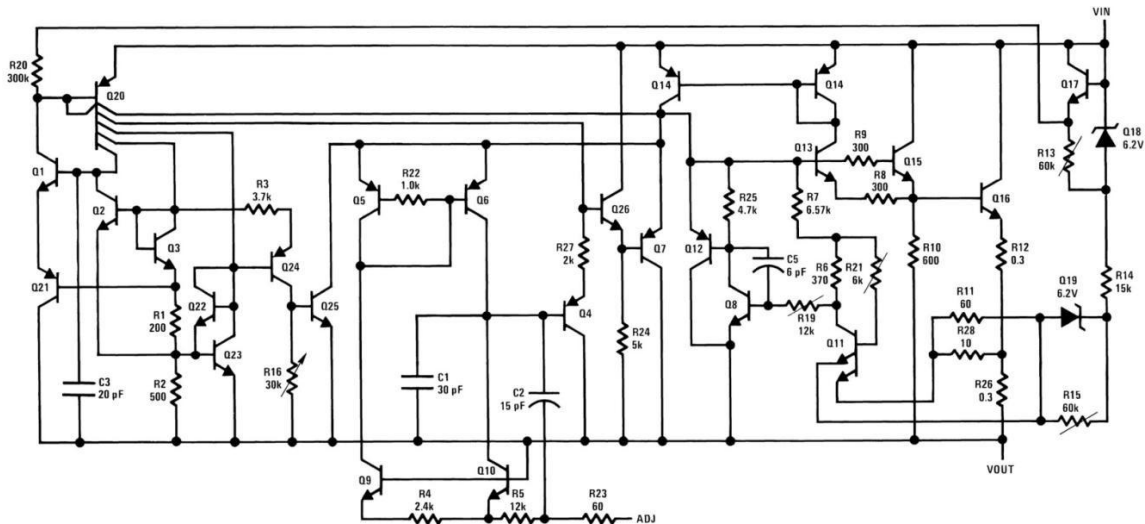 VIN
R20
300k
Q20
Q14
Q14
Q17
Q18
6.2V
Q1
Q2
R3
3.7k
Q3
Q24
Q21
R1
200
Q22
Q25
Q23
C3
20 pF
R2
500
R16
30k
R22
1.0k
Q5
Q6
Q26
R27
2k
Q7
Q4
R24
5k
C1
30 pF
C2
15 pF
Q9
Q10
R4
2.4k
R5
12k
R23
60
ADJ
R25
4.7k
Q12
C5
6 pF
Q8
R19
12k
R7
6.57k
Q13
R9
300
R8
300
Q15
R6
370
R21
6k
Q11
R10
600
Q16
R12
0.3
R13
60k
R11
60
R28
10
R26
0.3
Q19
6.2V
R14
15k
R15
60k
VOUT